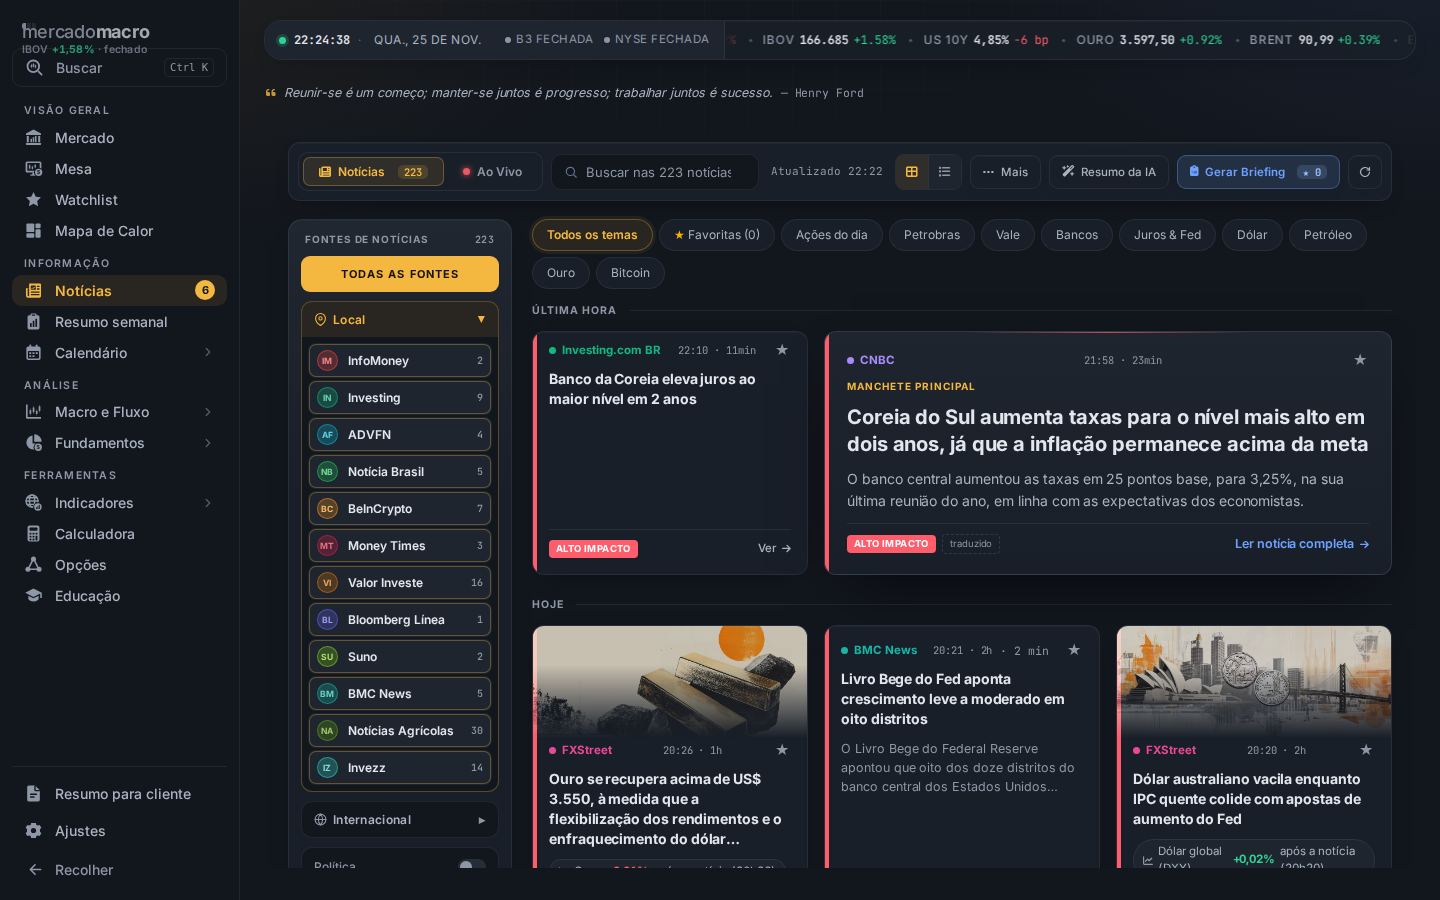 mercadomacro
IBOV +1,58% · fechado
Buscar Ctrl K
VISÃO GERAL
Mercado
Mesa
Watchlist
Mapa de Calor
INFORMAÇÃO
Notícias 6
Resumo semanal
Calendário
ANÁLISE
Macro e Fluxo
Fundamentos
FERRAMENTAS
Indicadores
Calculadora
Opções
Educação
Resumo para cliente
Ajustes
Recolher
22:24:38 · QUA., 25 DE NOV. B3 FECHADA NYSE FECHADA IBOV 166.685 +1.58% US 10Y 4,85% -6 bp OURO 3.597,50 +0.92% BRENT 90,99 +0.39%
“ Reunir-se é um começo; manter-se juntos é progresso; trabalhar juntos é sucesso. — Henry Ford
Notícias 223 Ao Vivo Buscar nas 223 notícias Atualizado 22:22 Mais Resumo da IA Gerar Briefing ★ 0
FONTES DE NOTÍCIAS 223
TODAS AS FONTES
Local
IM InfoMoney 2
IN Investing 9
AF ADVFN 4
NB Notícia Brasil 5
BC BeInCrypto 7
MT Money Times 3
VI Valor Investe 16
BL Bloomberg Línea 1
SU Suno 2
BM BMC News 5
NA Notícias Agrícolas 30
IZ Invezz 14
Internacional
Política
Todos os temas ★ Favoritas (0) Ações do dia Petrobras Vale Bancos Juros & Fed Dólar Petróleo
Ouro Bitcoin
ÚLTIMA HORA
Investing.com BR 22:10 · 11min ★
Banco da Coreia eleva juros ao
maior nível em 2 anos
ALTO IMPACTO Ver →
CNBC 21:58 · 23min ★
MANCHETE PRINCIPAL
Coreia do Sul aumenta taxas para o nível mais alto em
dois anos, já que a inflação permanece acima da meta
O banco central aumentou as taxas em 25 pontos base, para 3,25%, na sua
última reunião do ano, em linha com as expectativas dos economistas.
ALTO IMPACTO traduzido Ler notícia completa →
HOJE
FXStreet 20:26 · 1h ★
Ouro se recupera acima de US$
3.550, à medida que a
flexibilização dos rendimentos e o
enfraquecimento do dólar...
BMC News 20:21 · 2h · 2 min ★
Livro Bege do Fed aponta
crescimento leve a moderado em
oito distritos
O Livro Bege do Federal Reserve
apontou que oito dos doze distritos do
banco central dos Estados Unidos...
FXStreet 20:20 · 2h ★
Dólar australiano vacila enquanto
IPC quente colide com apostas de
aumento do Fed
Dólar global +0,02% após a notícia
(DXY) (20h20)